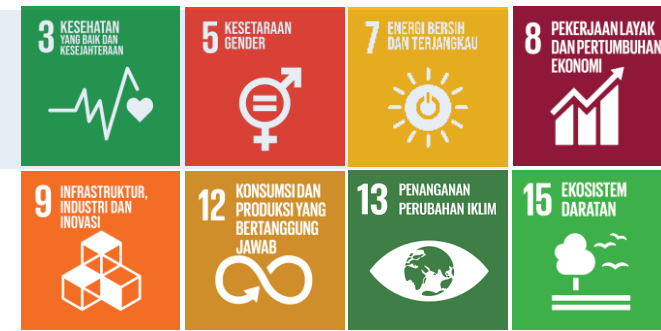 3 KESEHATAN
YANG BAIK DAN
KESEJAHTERAAN
5 KESETARAAN
GENDER
7 ENERGI BERSIH
DAN TERJANGKAU
8 PEKERJAAN LAYAK
DAN PERTUMBUHAN
EKONOMI
9 INFRASTRUKTUR,
INDUSTRI DAN
INOVASI
12 KONSUMSI DAN
PRODUKSI YANG
BERTANGGUNG
JAWAB
13 PENANGANAN
PERUBAHAN IKLIM
15 EKOSISTEM
DARATAN